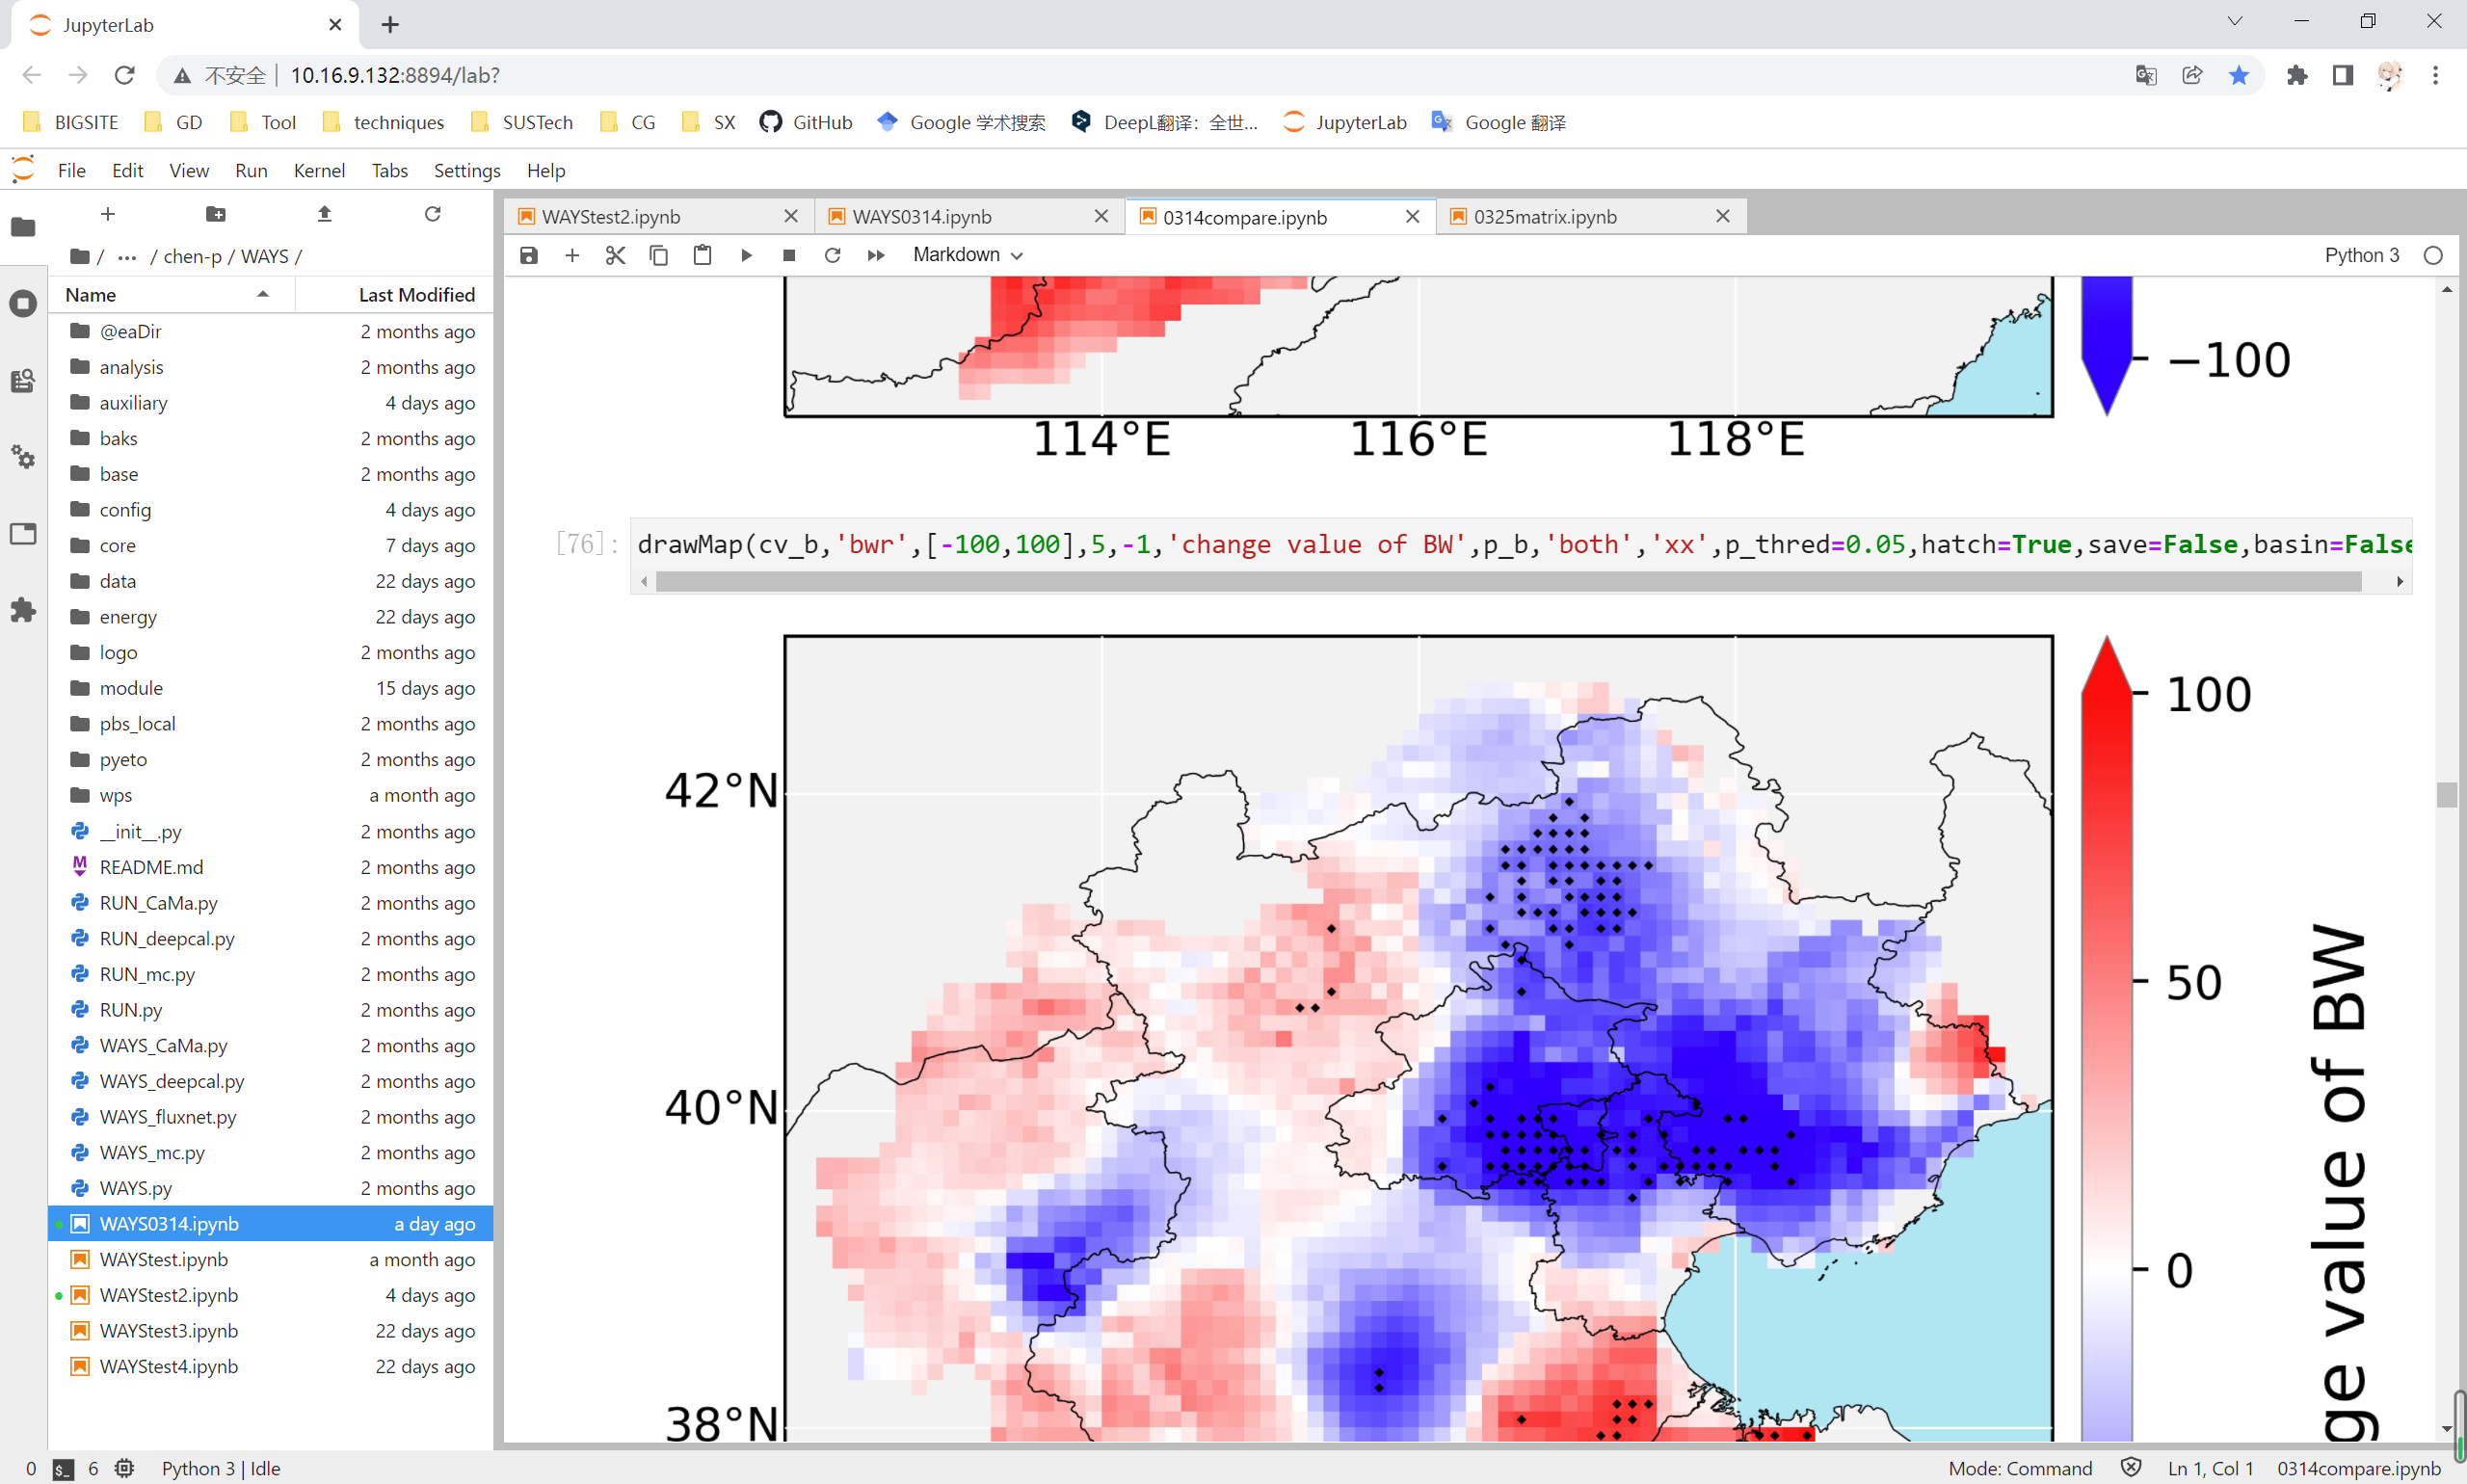 JupyterLab
不安全 10.16.9.132:8894/lab?
BIGSITE GD Tool techniques SUSTech CG SX GitHub Google 学术搜索 DeepL翻译：全世... JupyterLab Google 翻译
File Edit View Run Kernel Tabs Settings Help
WAYStest2.ipynb WAYS0314.ipynb 0314compare.ipynb 0325matrix.ipynb
/ ... / chen-p / WAYS /
Markdown Python 3
Name Last Modified
@eaDir 2 months ago
analysis 2 months ago
auxiliary 4 days ago
baks 2 months ago
base 2 months ago
config 4 days ago
core 7 days ago
data 22 days ago
energy 22 days ago
logo 2 months ago
module 15 days ago
pbs_local 2 months ago
pyeto 2 months ago
wps a month ago
__init__.py 2 months ago
README.md 2 months ago
RUN_CaMa.py 2 months ago
RUN_deepcal.py 2 months ago
RUN_mc.py 2 months ago
RUN.py 2 months ago
WAYS_CaMa.py 2 months ago
WAYS_deepcal.py 2 months ago
WAYS_fluxnet.py 2 months ago
WAYS_mc.py 2 months ago
WAYS.py 2 months ago
WAYS0314.ipynb a day ago
WAYStest.ipynb a month ago
WAYStest2.ipynb 4 days ago
WAYStest3.ipynb 22 days ago
WAYStest4.ipynb 22 days ago
−100
114°E 116°E 118°E
[76]: drawMap(cv_b,'bwr',[-100,100],5,-1,'change value of BW',p_b,'both','xx',p_thred=0.05,hatch=True,save=False,basin=False
42°N
40°N
38°N
100
50
0
ge value of BW
0 6 Python 3 | Idle Mode: Command Ln 1, Col 1 0314compare.ipynb